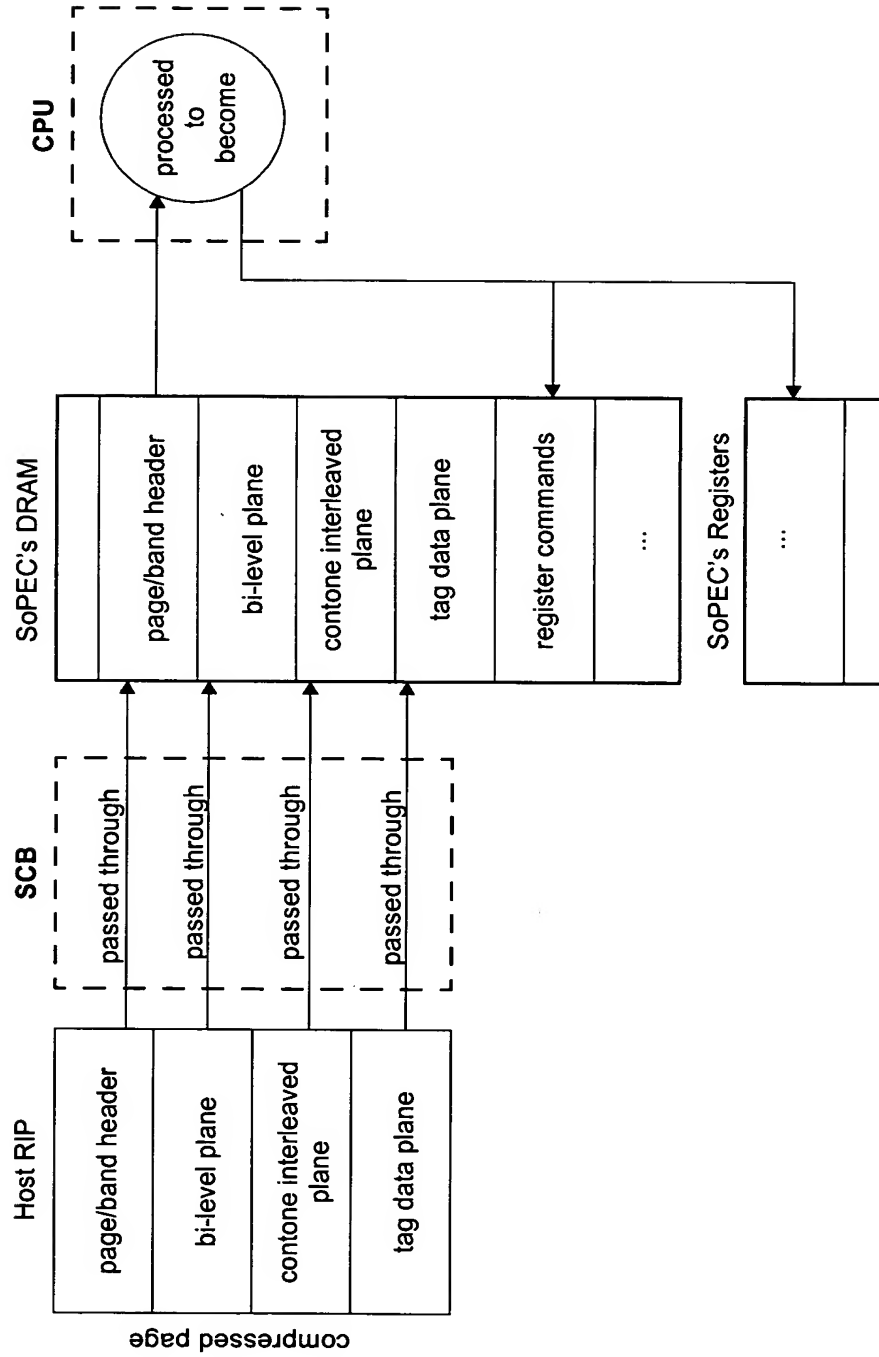 Host RIP
compressed page
page/band header
bi-level plane
contone interleaved
plane
tag data plane
SCB
passed through
passed through
passed through
passed through
SoPEC's DRAM
page/band header
bi-level plane
contone interleaved
plane
tag data plane
register commands
...
CPU
processed
to
become
SoPEC's Registers
...